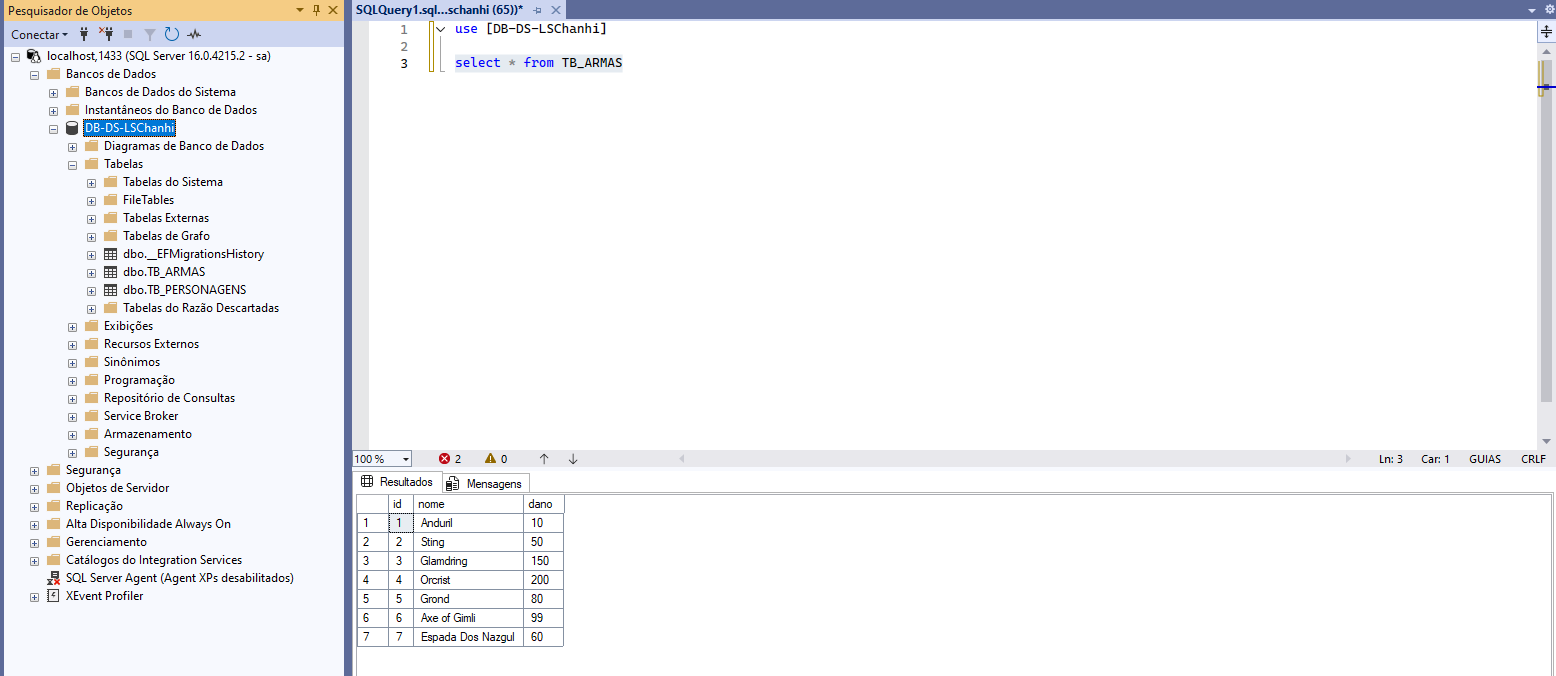 Pesquisador de Objetos
Conectar
localhost,1433 (SQL Server 16.0.4215.2 - sa)
Bancos de Dados
Bancos de Dados do Sistema
Instantâneos do Banco de Dados
DB-DS-LSChanhi
Diagramas de Banco de Dados
Tabelas
Tabelas do Sistema
FileTables
Tabelas Externas
Tabelas de Grafo
dbo.__EFMigrationsHistory
dbo.TB_ARMAS
dbo.TB_PERSONAGENS
Tabelas do Razão Descartadas
Exibições
Recursos Externos
Sinônimos
Programação
Repositório de Consultas
Service Broker
Armazenamento
Segurança
Segurança
Objetos de Servidor
Replicação
Alta Disponibilidade Always On
Gerenciamento
Catálogos do Integration Services
SQL Server Agent (Agent XPs desabilitados)
XEvent Profiler
SQLQuery1.sql...schanhi (65))*
1 use [DB-DS-LSChanhi]
2
3 select * from TB_ARMAS
100 % 2 0 Ln: 3 Car: 1 GUIAS CRLF
Resultados Mensagens
id nome dano
1 1 Anduril 10
2 2 Sting 50
3 3 Glamdring 150
4 4 Orcrist 200
5 5 Grond 80
6 6 Axe of Gimli 99
7 7 Espada Dos Nazgul 60